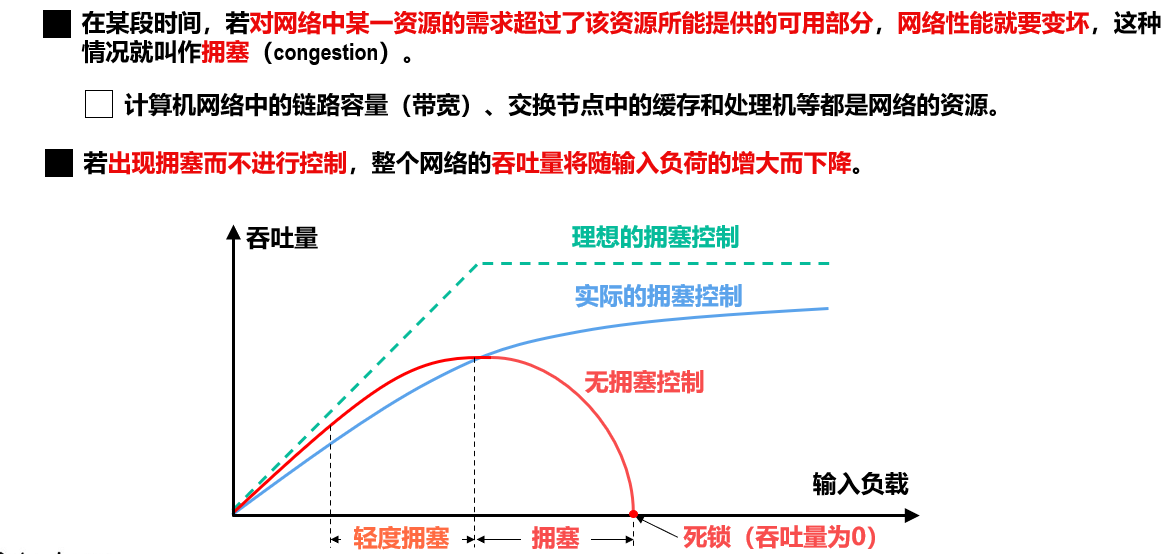 在某段时间，若对网络中某一资源的需求超过了该资源所能提供的可用部分，网络性能就要变坏，这种
情况就叫作拥塞（congestion）。
计算机网络中的链路容量（带宽）、交换节点中的缓存和处理机等都是网络的资源。
若出现拥塞而不进行控制，整个网络的吞吐量将随输入负荷的增大而下降。
吞吐量
理想的拥塞控制
实际的拥塞控制
无拥塞控制
输入负载
轻度拥塞
拥塞
死锁（吞吐量为0）